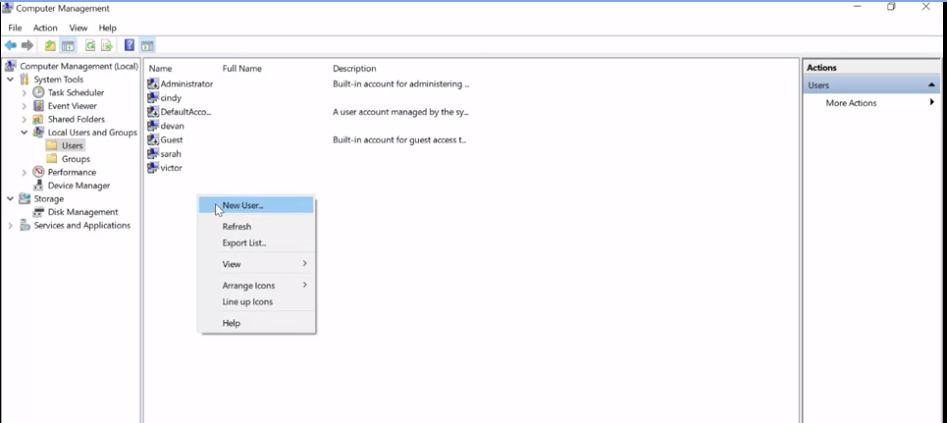 Computer Management
File Action View Help
Computer Management (Local)
System Tools
Task Scheduler
Event Viewer
Shared Folders
Local Users and Groups
Users
Groups
Performance
Device Manager
Storage
Disk Management
Services and Applications
Name Full Name Description
Administrator Built-in account for administering ...
cindy
DefaultAcco... A user account managed by the sy...
devan
Guest Built-in account for guest access t...
sarah
victor
New User...
Refresh
Export List...
View
Arrange Icons
Line up Icons
Help
Actions
Users
More Actions